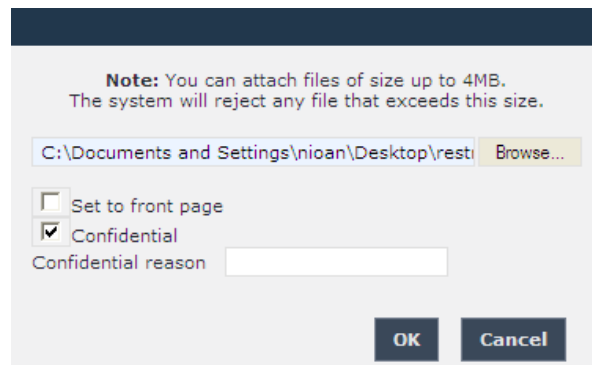 Note: You can attach files of size up to 4MB.
The system will reject any file that exceeds this size.
C:\Documents and Settings\nioan\Desktop\restr Browse...
Set to front page
Confidential
Confidential reason
OK Cancel